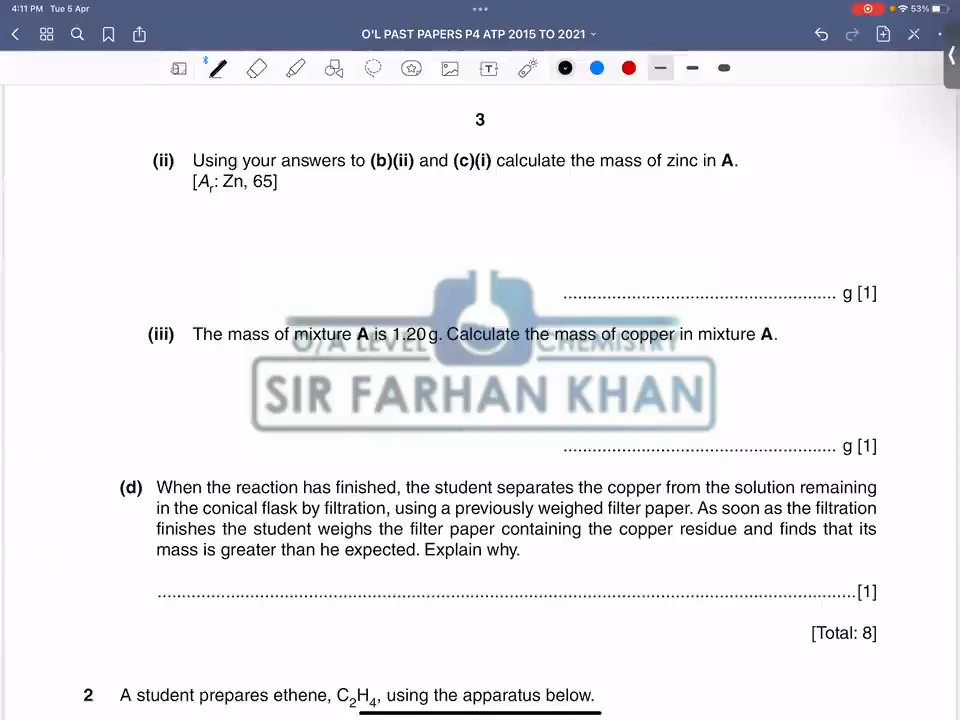 4:11 PM Tue 5 Apr
53%
O'L PAST PAPERS P4 ATP 2015 TO 2021
3
(ii) Using your answers to (b)(ii) and (c)(i) calculate the mass of zinc in A.
[Ar: Zn, 65]
........................................................ g [1]
(iii) The mass of mixture A is 1.20 g. Calculate the mass of copper in mixture A.
O/A LEVEL CHEMISTRY
SIR FARHAN KHAN
........................................................ g [1]
(d) When the reaction has finished, the student separates the copper from the solution remaining
in the conical flask by filtration, using a previously weighed filter paper. As soon as the filtration
finishes the student weighs the filter paper containing the copper residue and finds that its
mass is greater than he expected. Explain why.
...............................................................................................................................................[1]
[Total: 8]
2 A student prepares ethene, C2H4, using the apparatus below.